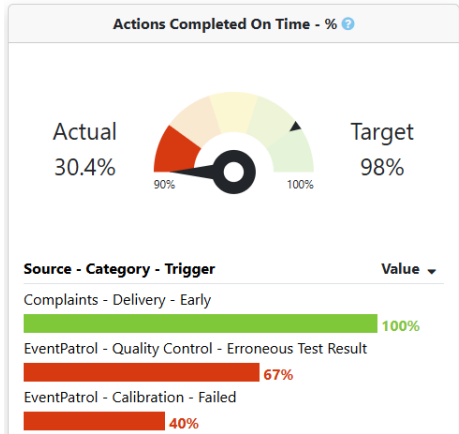 Actions Completed On Time - % ?
Actual
30.4%
Target
98%
90%
100%
Source - Category - Trigger
Value
Complaints - Delivery - Early
100%
EventPatrol - Quality Control - Erroneous Test Result
67%
EventPatrol - Calibration - Failed
40%